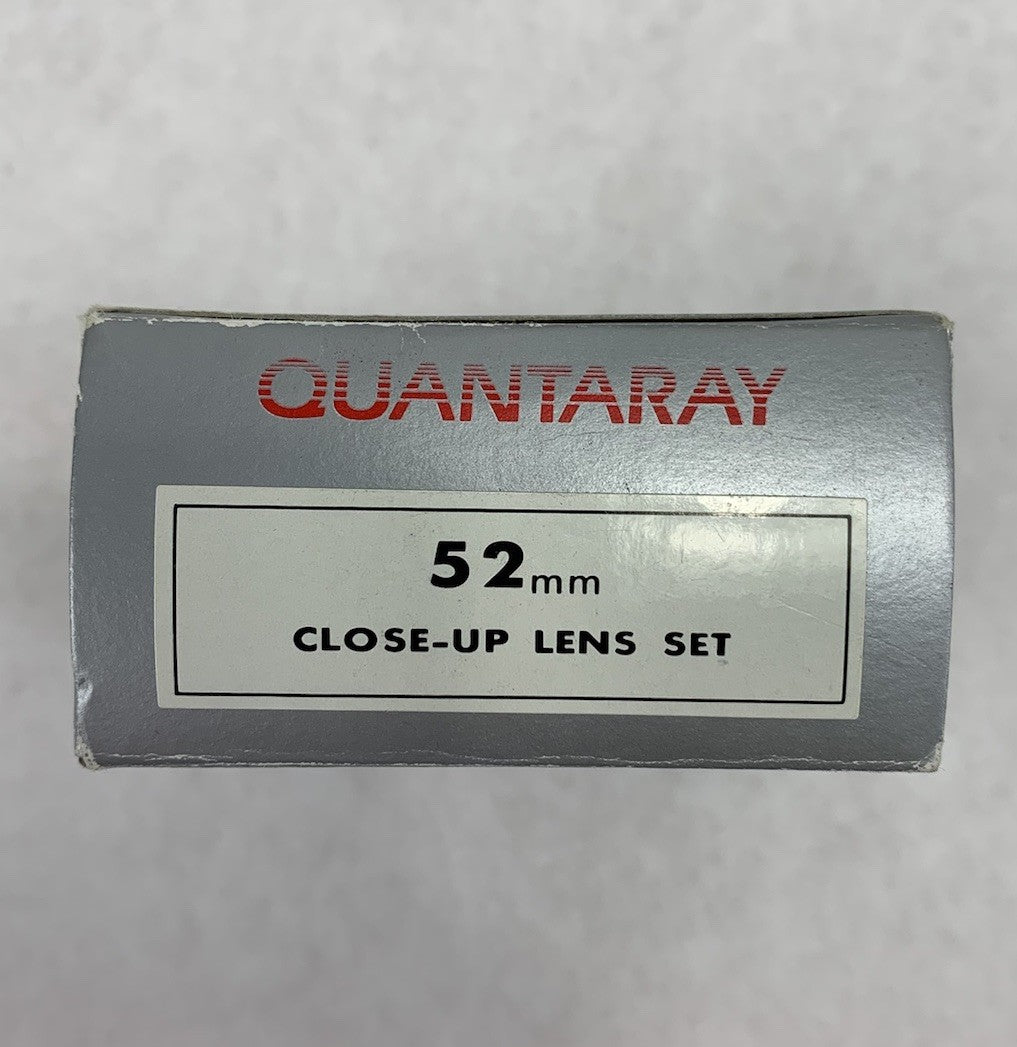 QUANTARAY
52mm
CLOSE-UP LENS SET